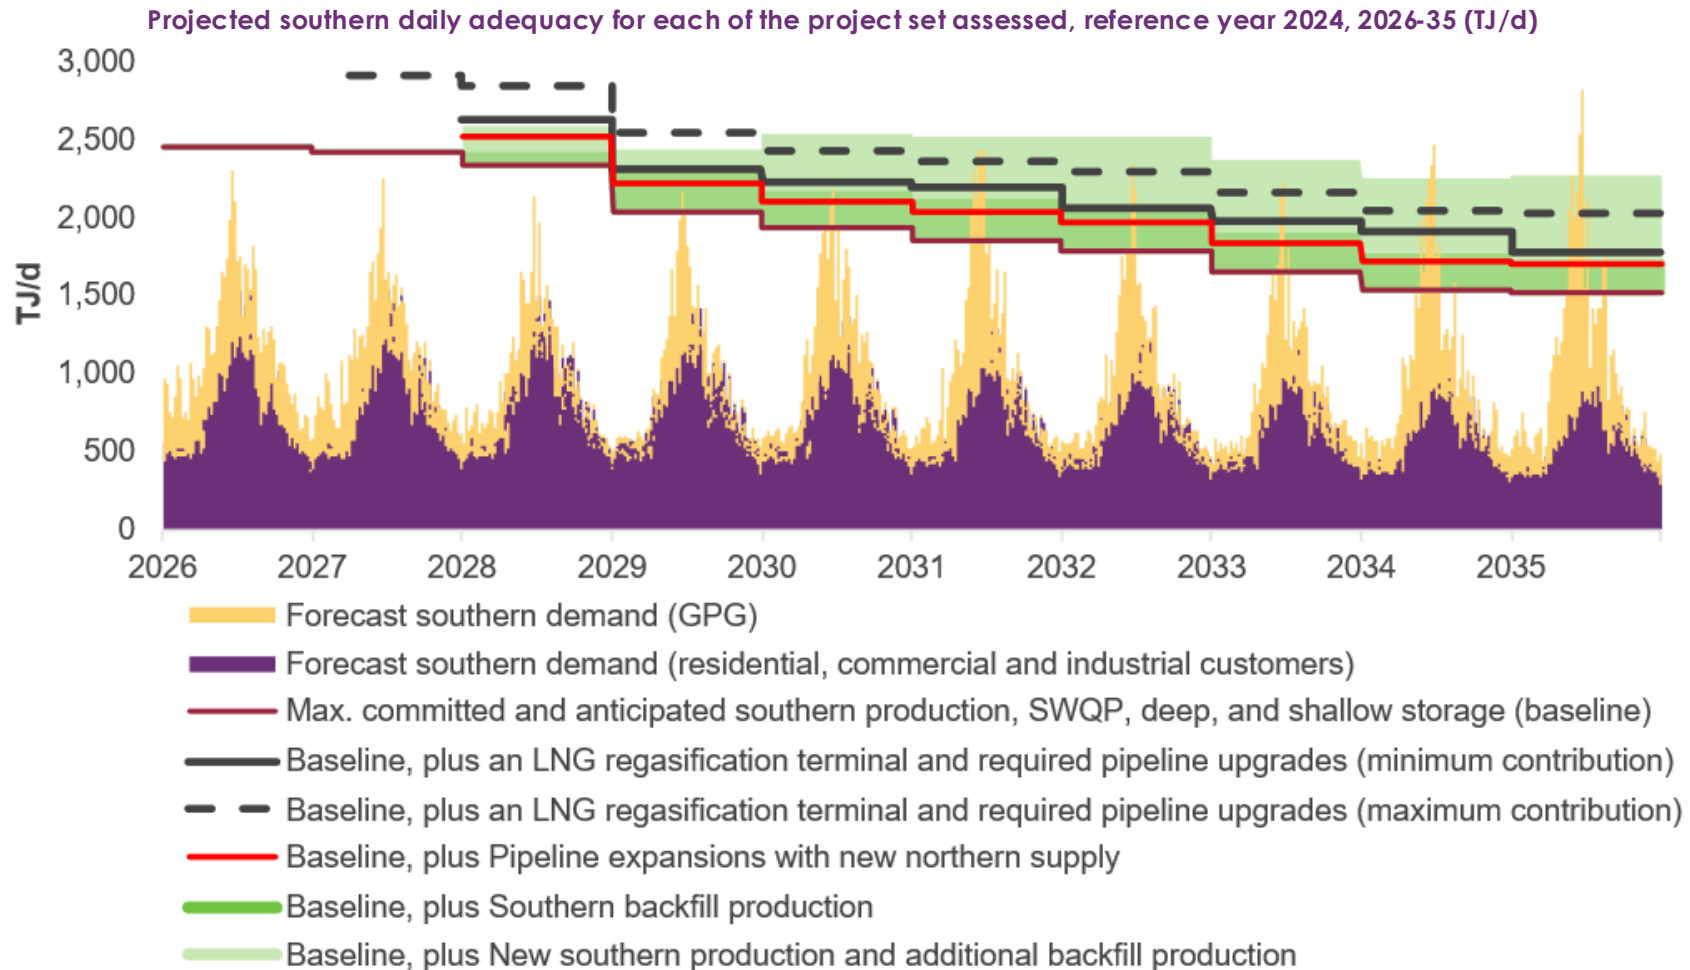 Projected southern daily adequacy for each of the project set assessed, reference year 2024, 2026-35 (TJ/d)
3,000
2,500
2,000
1,500
1,000
500
0
TJ/d
2026 2027 2028 2029 2030 2031 2032 2033 2034 2035
Forecast southern demand (GPG)
Forecast southern demand (residential, commercial and industrial customers)
Max. committed and anticipated southern production, SWQP, deep, and shallow storage (baseline)
Baseline, plus an LNG regasification terminal and required pipeline upgrades (minimum contribution)
Baseline, plus an LNG regasification terminal and required pipeline upgrades (maximum contribution)
Baseline, plus Pipeline expansions with new northern supply
Baseline, plus Southern backfill production
Baseline, plus New southern production and additional backfill production